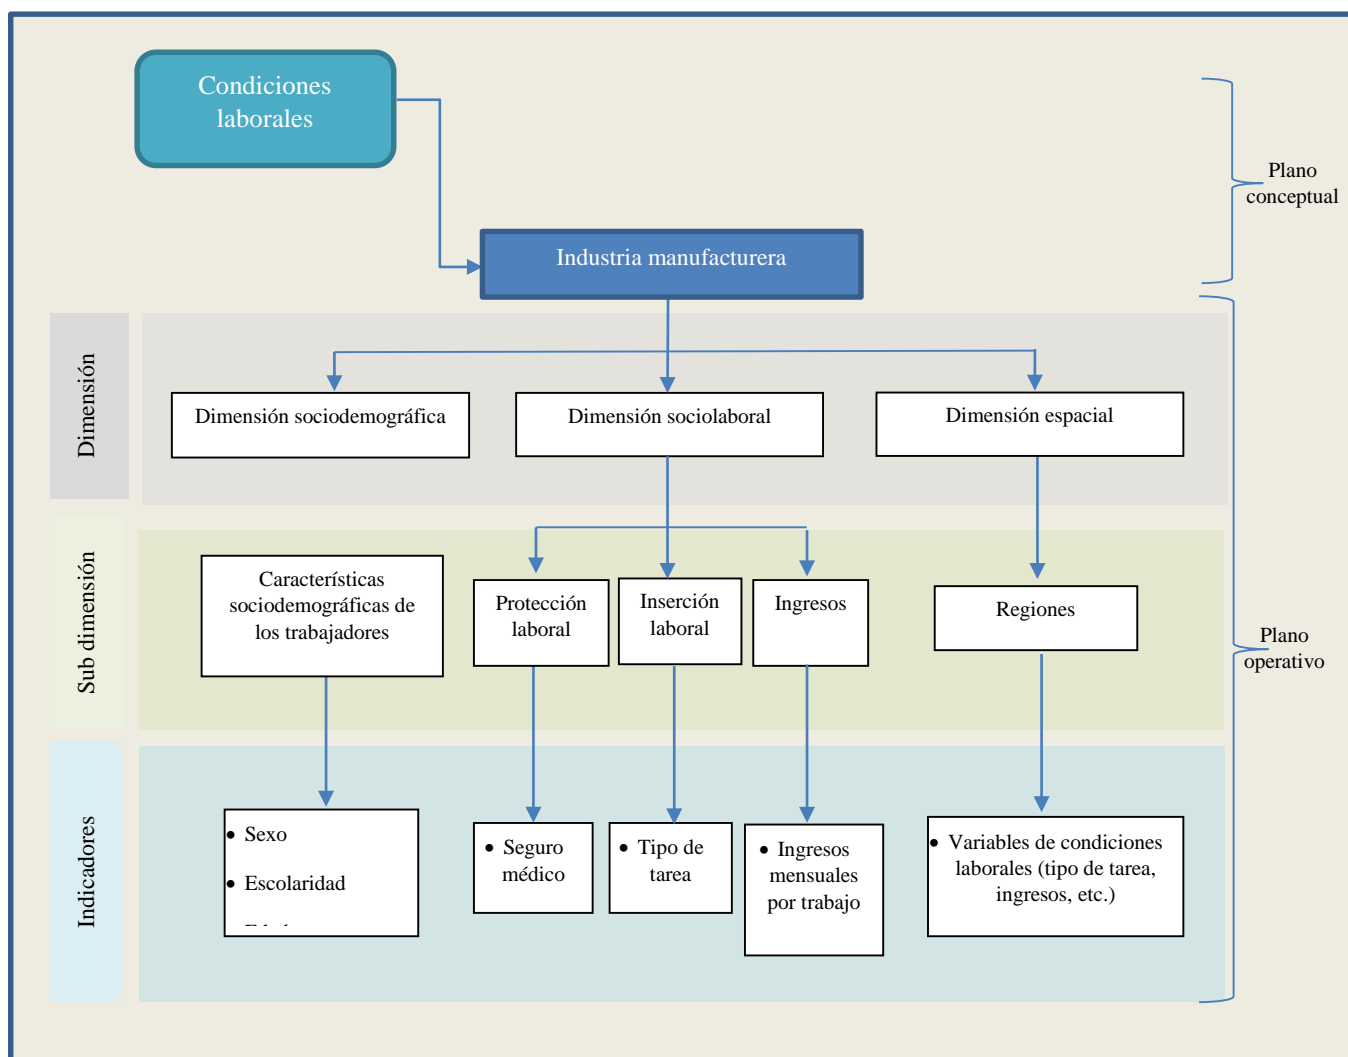 Condiciones
laborales
Plano
conceptual
Industria manufacturera
Dimensión
Dimensión sociodemográfica
Dimensión sociolaboral
Dimensión espacial
Sub dimensión
Características
sociodemográficas de
los trabajadores
Protección
laboral
Inserción
laboral
Ingresos
Regiones
Plano
operativo
Indicadores
• Sexo
• Escolaridad
• Seguro
médico
• Tipo de
tarea
• Ingresos
mensuales
por trabajo
• Variables de condiciones
laborales (tipo de tarea,
ingresos, etc.)